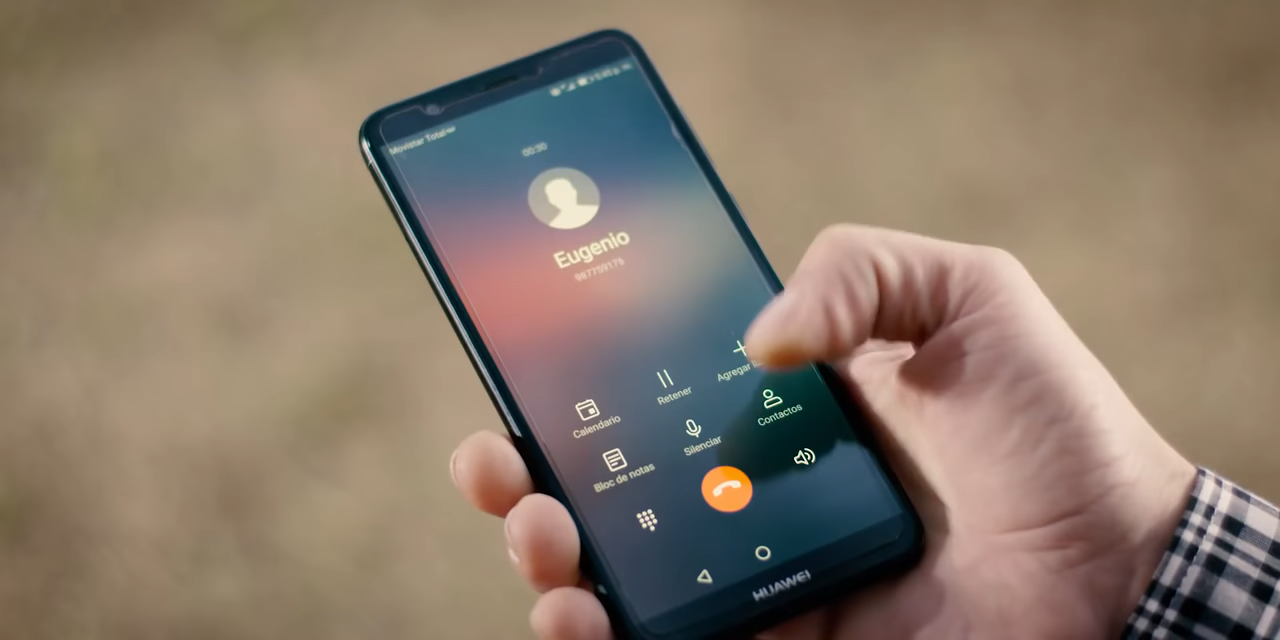 Movistar Total
00:30
Eugenio
987759175
Agregar
Retener
Calendario
Contactos
Silenciar
Bloc de notas
HUAWEI